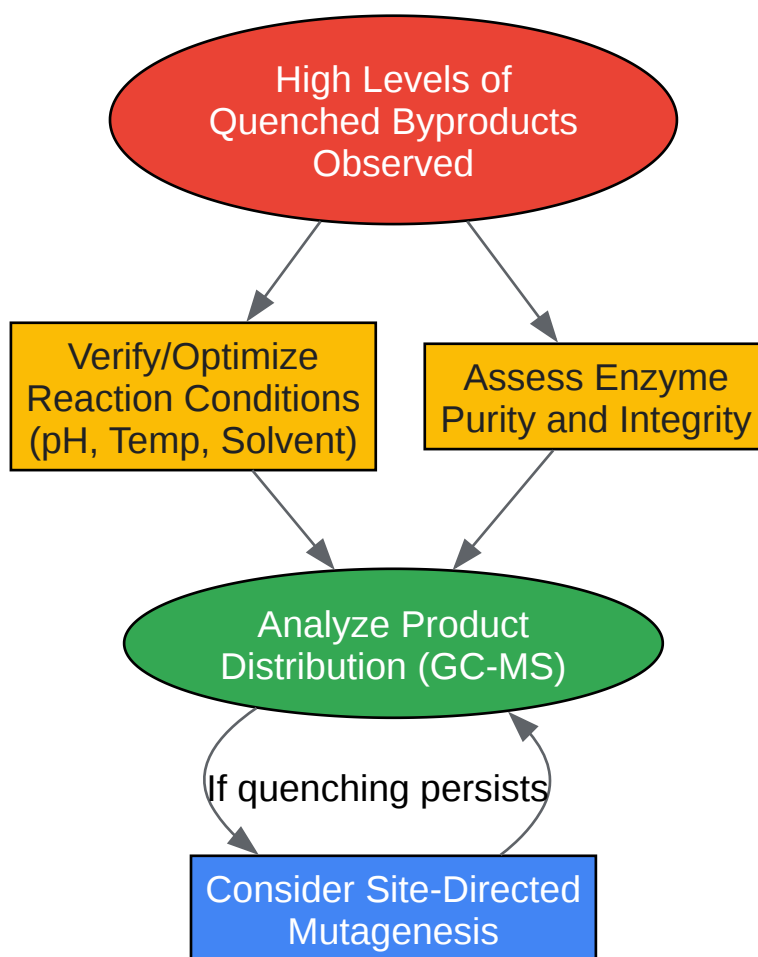 High Levels of
Quenched Byproducts
Observed
Verify/Optimize
Reaction Conditions
(pH, Temp, Solvent)
Assess Enzyme
Purity and Integrity
Analyze Product
Distribution (GC-MS)
If quenching persists
Consider Site-Directed
Mutagenesis